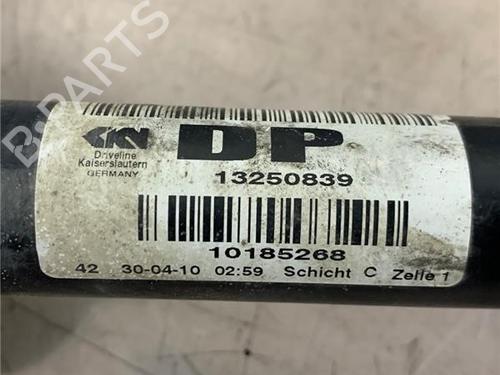 B-PARTS
GKN
DP
Driveline
Kaiserslautern
GERMANY
13250839
10185268
42 30-04-10 02:59 Schicht C Zelle 1